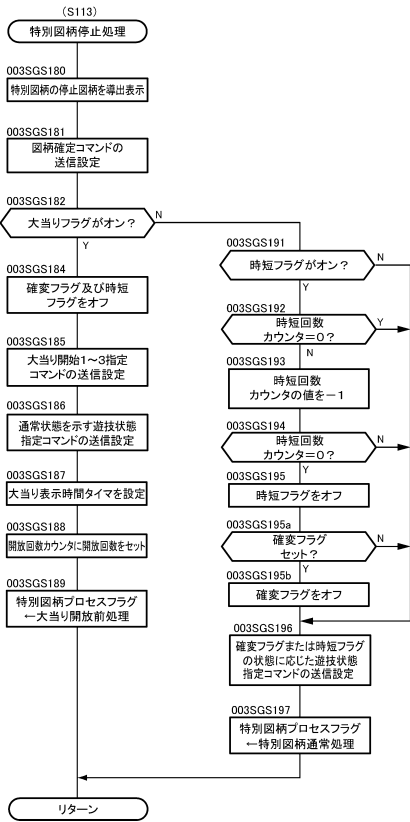 (S113)
特別図柄停止処理
003SGS180
特別図柄の停止図柄を導出表示
003SGS181
図柄確定コマンドの
送信設定
003SGS182
大当りフラグがオン？
N
Y
003SGS184
確変フラグ及び時短
フラグをオフ
003SGS185
大当り開始1～3指定
コマンドの送信設定
003SGS186
通常状態を示す遊技状態
指定コマンドの送信設定
003SGS187
大当り表示時間タイマを設定
003SGS188
開放回数カウンタに開放回数をセット
003SGS189
特別図柄プロセスフラグ
←大当り開放前処理
003SGS191
時短フラグがオン？
N
Y
003SGS192
時短回数
カウンタ＝0？
Y
N
003SGS193
時短回数
カウンタの値を－1
003SGS194
時短回数
カウンタ＝0？
N
Y
003SGS195
時短フラグをオフ
003SGS195a
確変フラグ
セット？
N
Y
003SGS195b
確変フラグをオフ
003SGS196
確変フラグまたは時短フラグ
の状態に応じた遊技状態
指定コマンドの送信設定
003SGS197
特別図柄プロセスフラグ
←特別図柄通常処理
リターン